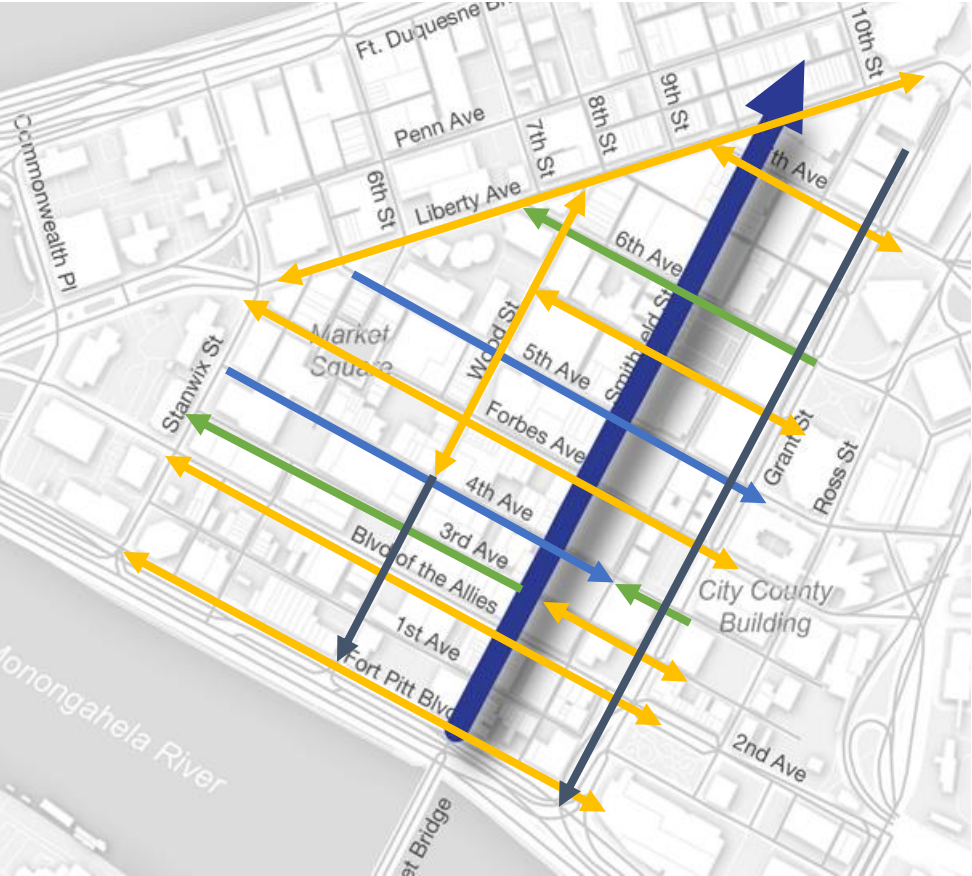 Ft. Duquesne Bl
10th St
9th St
8th St
7th St
Penn Ave
Commonwealth Pl
6th St
Liberty Ave
th Ave
6th Ave
Market
Square
Wood St
Smithfield St
Stanwix St
5th Ave
Forbes Ave
Grant St
Ross St
4th Ave
3rd Ave
Blvd of the Allies
City County
Building
1st Ave
Fort Pitt Blvd
Monongahela River
2nd Ave
et Bridge